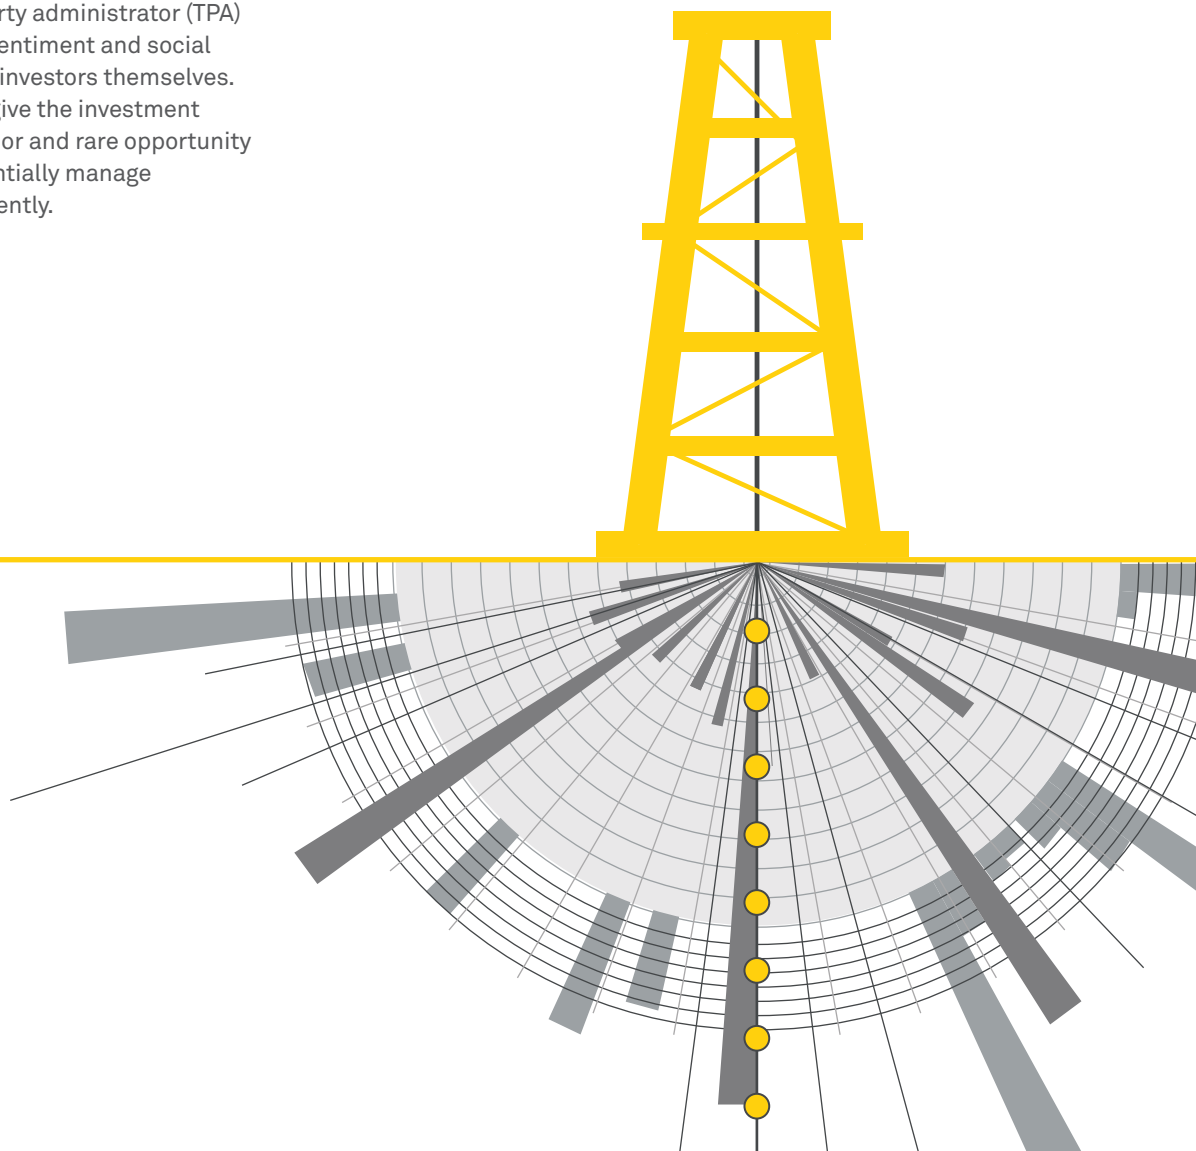 rty administrator (TPA)
entiment and social
investors themselves.
give the investment
or and rare opportunity
ntially manage
ently.